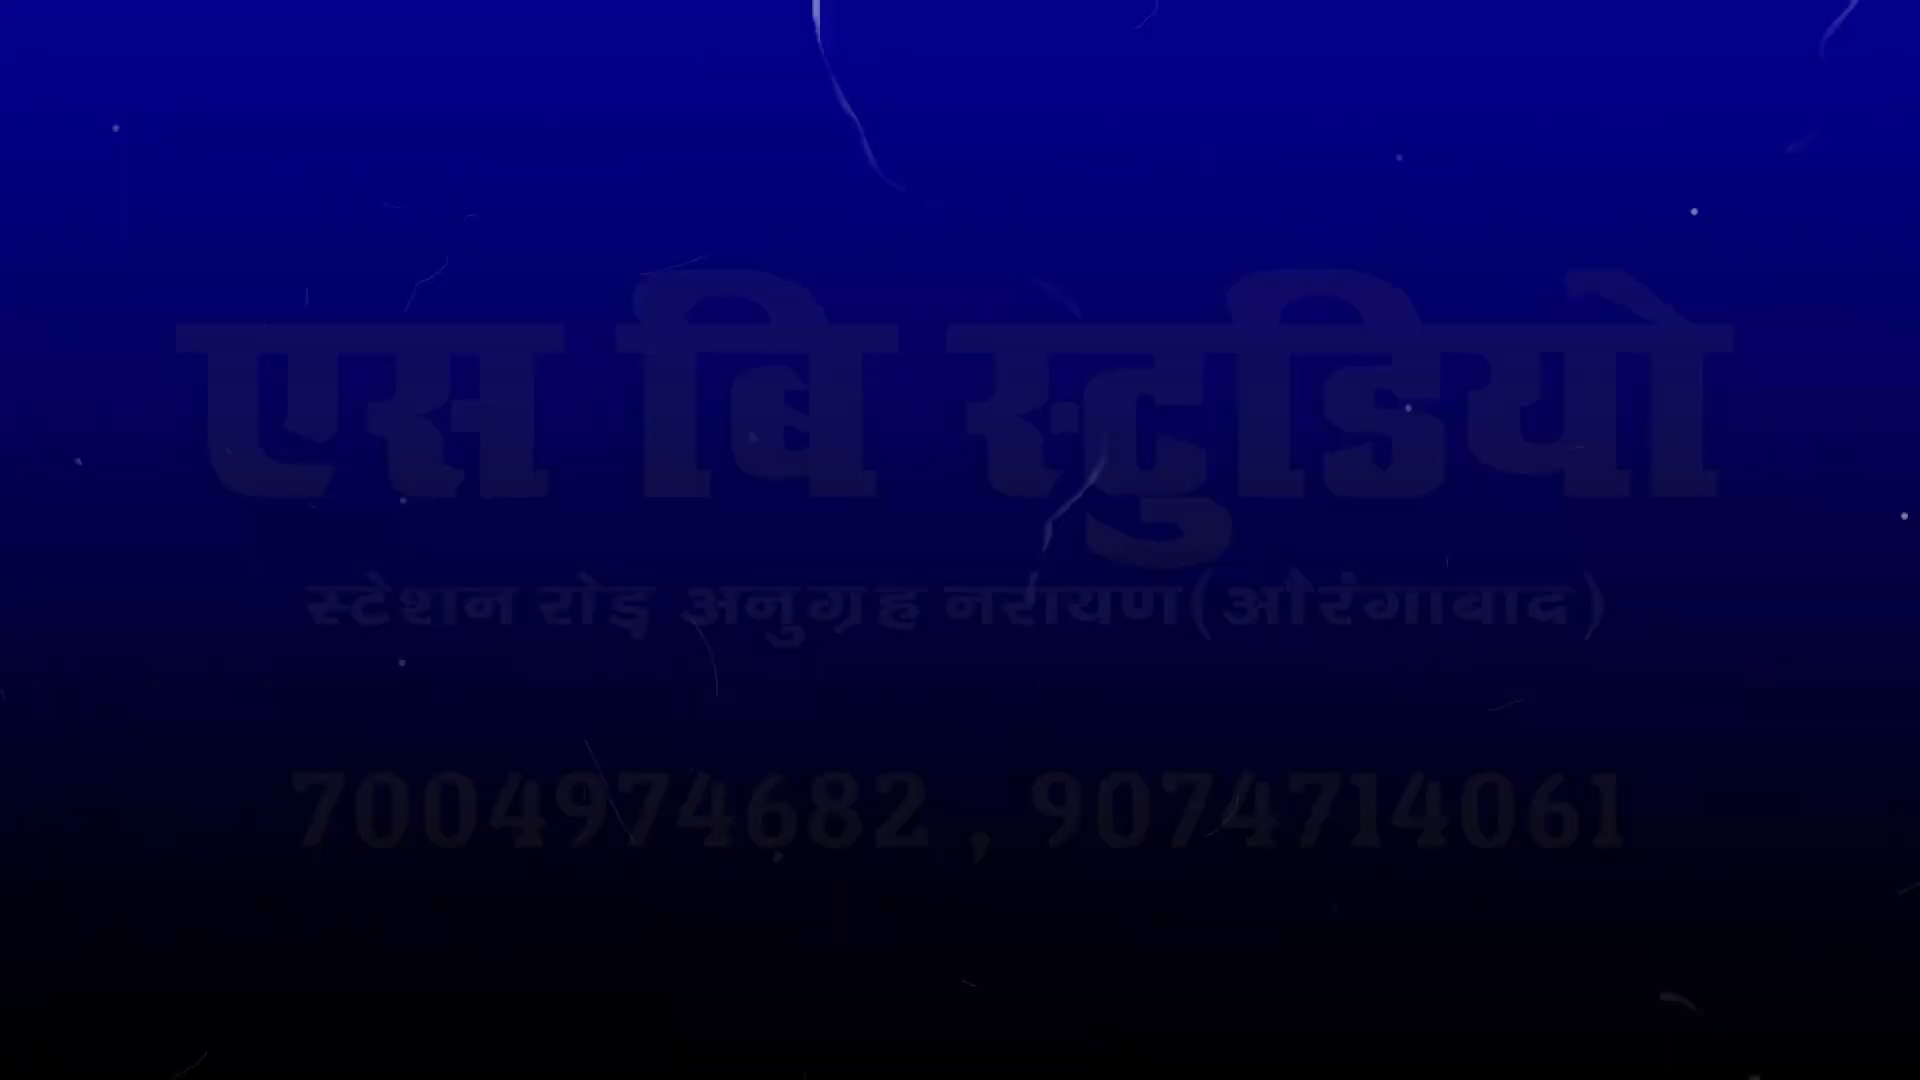 एस बि स्टुडियो
स्टेशन रोड़ अनुग्रह नरायण(औरंगाबाद)
7004974682 , 9074714061